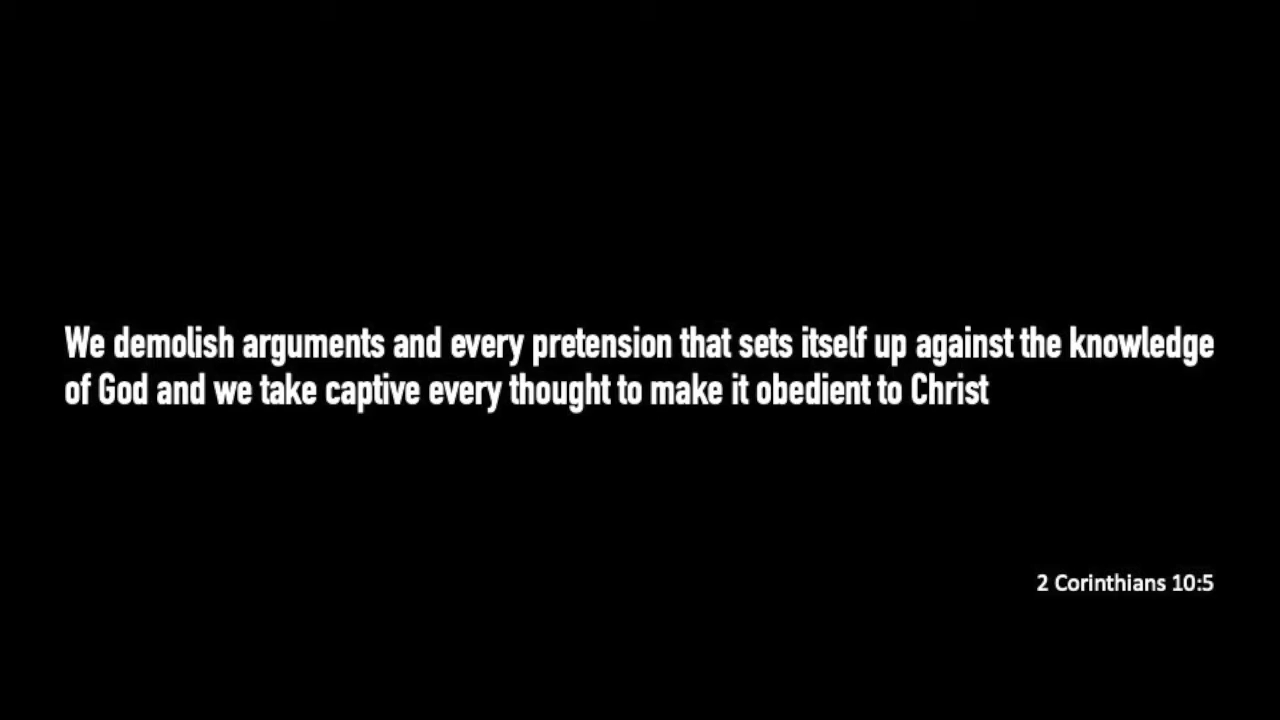 We demolish arguments and every pretension that sets itself up against the knowledge
of God and we take captive every thought to make it obedient to Christ
2 Corinthians 10:5